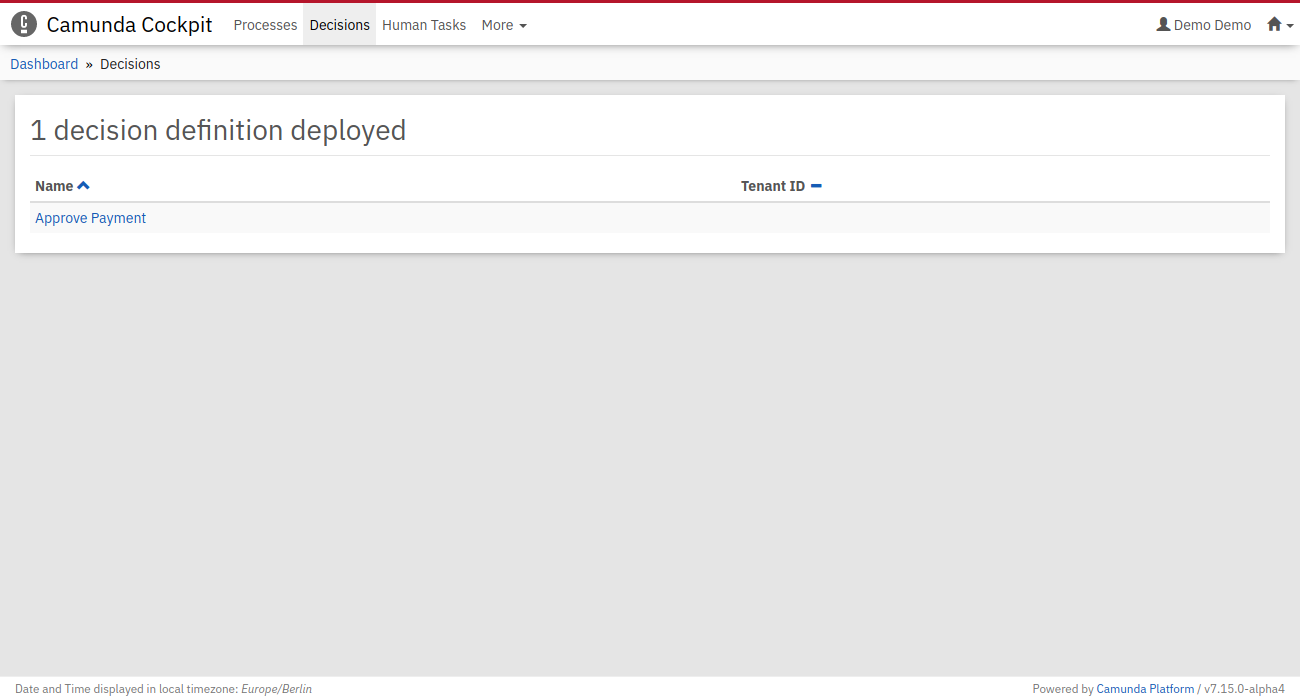 Camunda Cockpit Processes Decisions Human Tasks More Demo Demo
Dashboard » Decisions
1 decision definition deployed
Name Tenant ID
Approve Payment
Date and Time displayed in local timezone: Europe/Berlin Powered by Camunda Platform / v7.15.0-alpha4